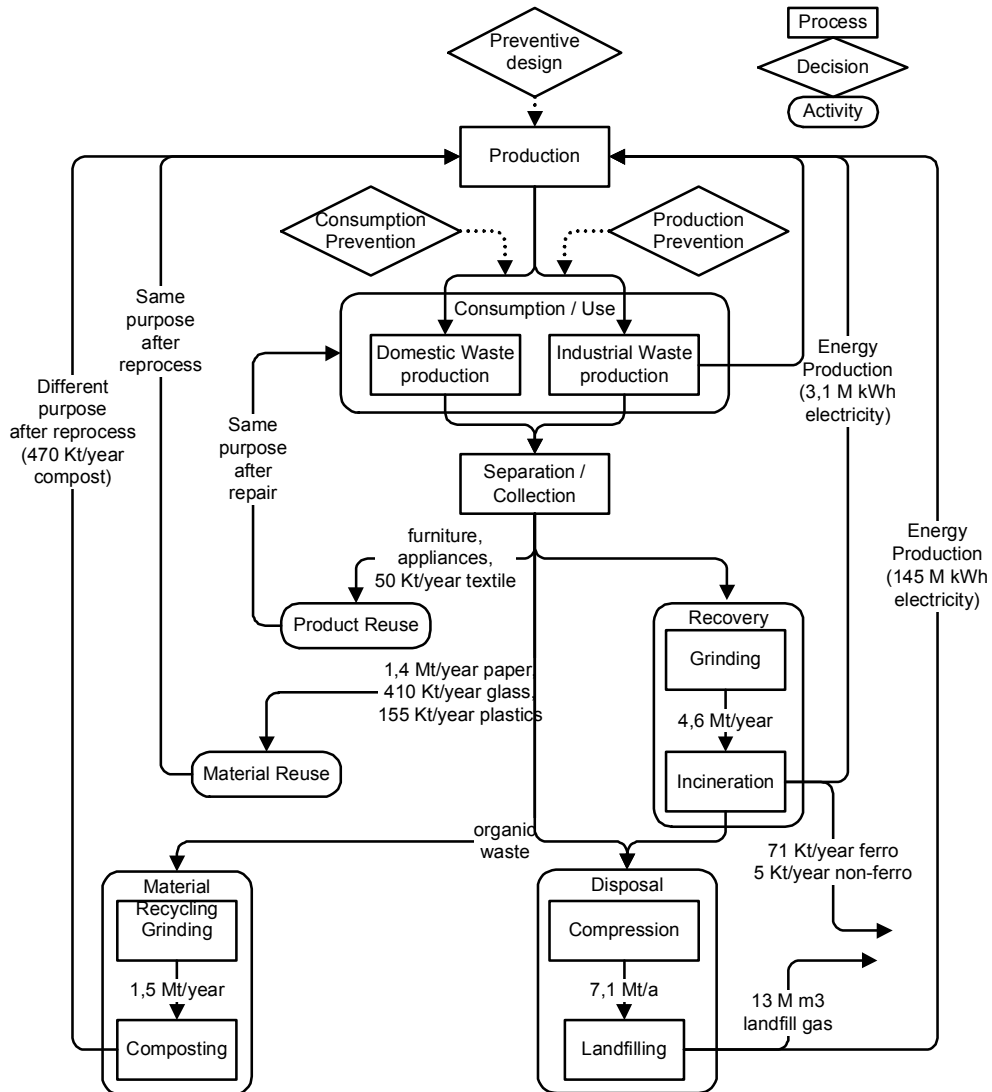 Preventive
design
Process
Decision
Activity
Production
Consumption
Prevention
Production
Prevention
Same
purpose
after
reprocess
Consumption / Use
Domestic Waste
production
Industrial Waste
production
Energy
Production
(3,1 M kWh
electricity)
Different
purpose
after reprocess
(470 Kt/year
compost)
Same
purpose
after
repair
Separation /
Collection
furniture,
appliances,
50 Kt/year textile
Energy
Production
(145 M kWh
electricity)
Product Reuse
Recovery
Grinding
1,4 Mt/year paper,
410 Kt/year glass,
155 Kt/year plastics
4,6 Mt/year
Material Reuse
Incineration
organic
waste
71 Kt/year ferro
5 Kt/year non-ferro
Material
Recycling
Grinding
Disposal
Compression
1,5 Mt/year
7,1 Mt/a
13 M m3
landfill gas
Composting
Landfilling